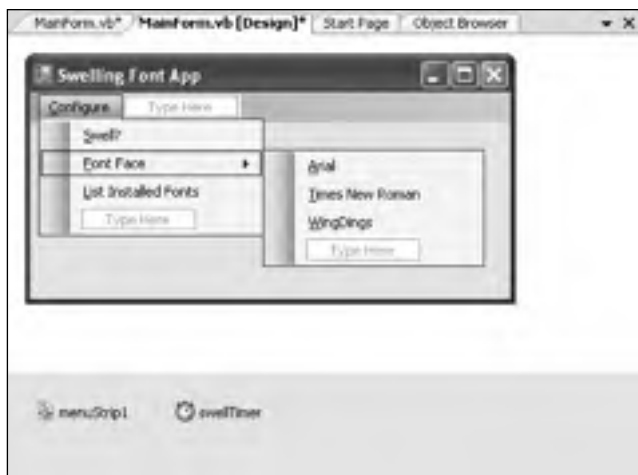 MainForm.vb* MainForm.vb [Design]* Start Page Object Browser
Swelling Font App
Configure Type Here
Swell?
Font Face
Arial
List Installed Fonts
Times New Roman
Type Here
WingDings
Type Here
menuStrip1 swellTimer